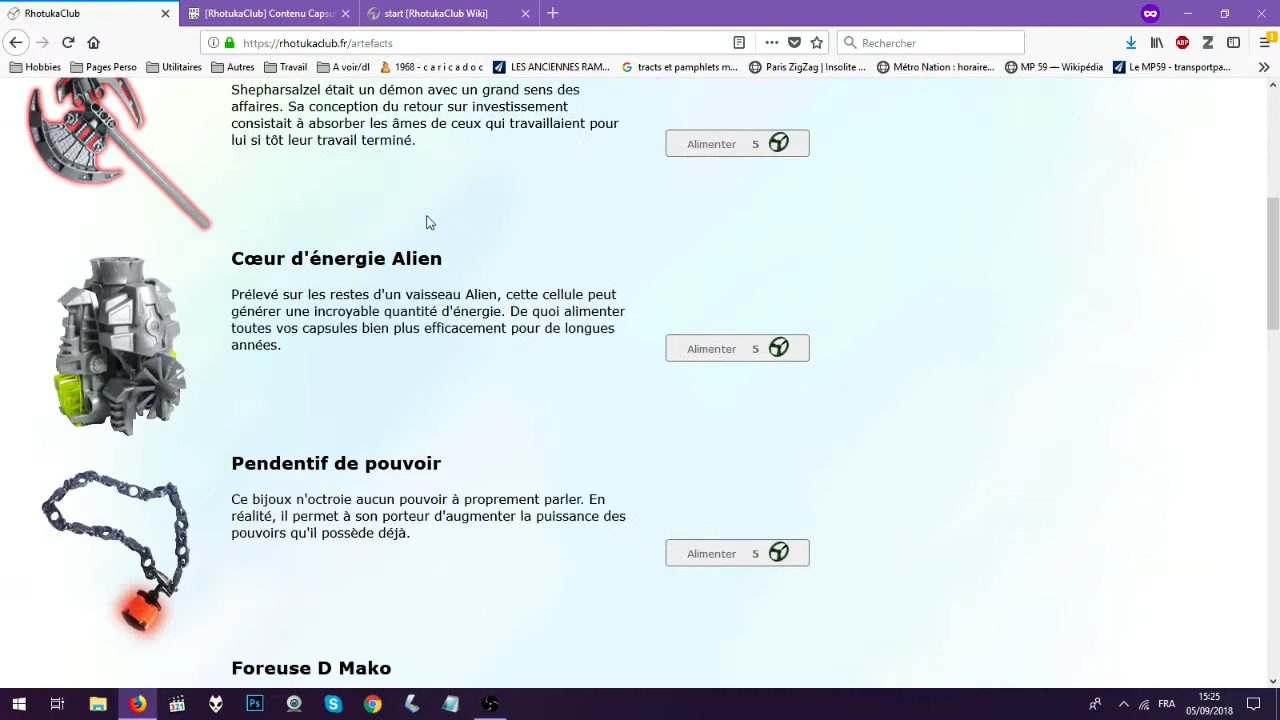 RhotukaClub
[RhotukaClub] Contenu Capsu
start [RhotukaClub Wiki]
https://rhotukaclub.fr/artefacts
Rechercher
ABP
1
Hobbies
Pages Perso
Utilitaires
Autres
Travail
A voir/dl
1968 - c a r i c a d o c
LES ANCIENNES RAM...
tracts et pamphlets m...
Paris ZigZag | Insolite ...
Métro Nation : horaire...
MP 59 — Wikipédia
Le MP59 - transportpa...
Shepharsalzel était un démon avec un grand sens des
affaires. Sa conception du retour sur investissement
consistait à absorber les âmes de ceux qui travaillaient pour
lui si tôt leur travail terminé.
Alimenter 5
Cœur d'énergie Alien
Prélevé sur les restes d'un vaisseau Alien, cette cellule peut
générer une incroyable quantité d'énergie. De quoi alimenter
toutes vos capsules bien plus efficacement pour de longues
années.
Alimenter 5
Pendentif de pouvoir
Ce bijoux n'octroie aucun pouvoir à proprement parler. En
réalité, il permet à son porteur d'augmenter la puissance des
pouvoirs qu'il possède déjà.
Alimenter 5
Foreuse D Mako
321
Ps
FRA
15:25
05/09/2018